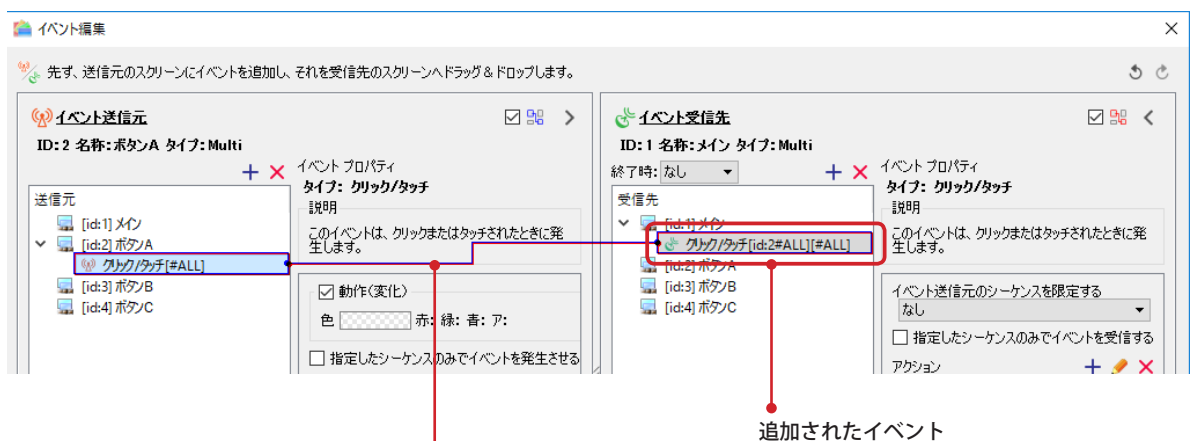 イベント編集
先ず、送信元のスクリーンにイベントを追加し、それを受信先のスクリーンへドラッグ&ドロップします。
イベント送信元
ID:2 名称:ボタンA タイプ:Multi
送信元
[id:1] メイン
[id:2] ボタンA
クリック/タッチ[#ALL]
[id:3] ボタンB
[id:4] ボタンC
イベント プロパティ
タイプ: クリック/タッチ
説明
このイベントは、クリックまたはタッチされたときに発
生します。
動作(変化)
色 赤: 緑: 青: ア:
指定したシーケンスのみでイベントを発生させる
イベント受信先
ID:1 名称:メイン タイプ:Multi
終了時: なし
受信先
[id:1] メイン
クリック/タッチ[id:2#ALL][#ALL]
[id:2] ボタンA
[id:3] ボタンB
[id:4] ボタンC
イベント プロパティ
タイプ: クリック/タッチ
説明
このイベントは、クリックまたはタッチされたときに発
生します。
イベント送信元のシーケンスを限定する
なし
指定したシーケンスのみでイベントを受信する
アクション
追加されたイベント